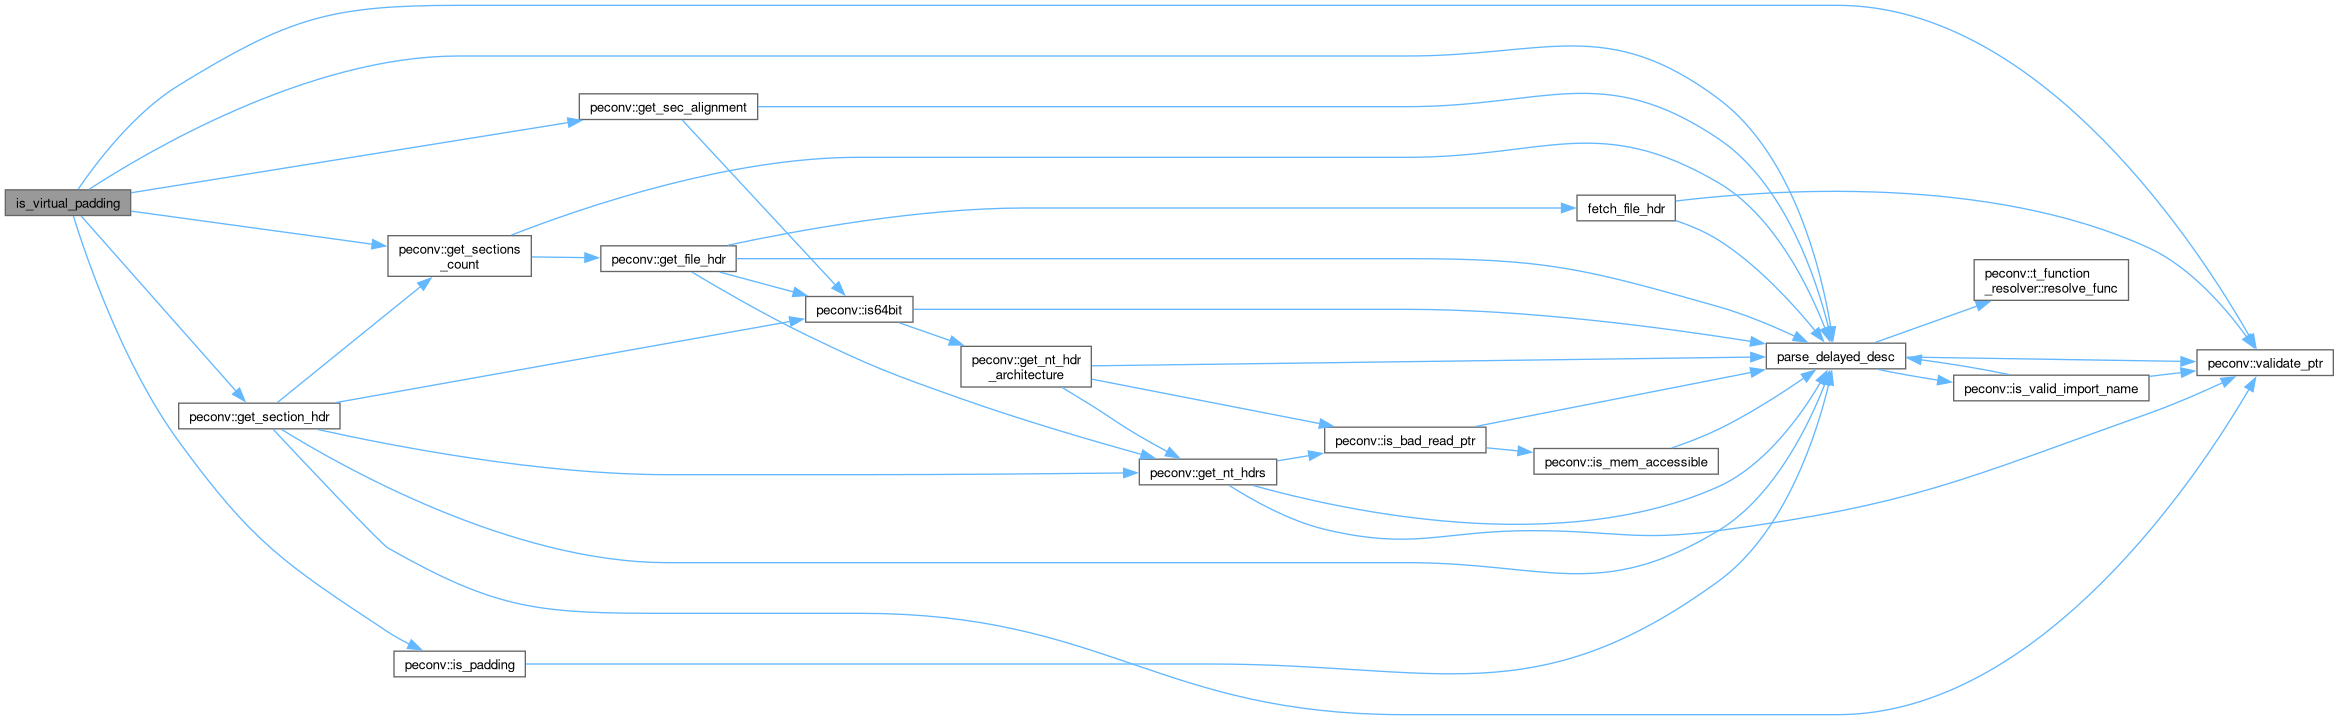 is_virtual_padding
peconv::get_sec_alignment
peconv::get_sections
_count
peconv::get_file_hdr
fetch_file_hdr
peconv::is64bit
peconv::get_nt_hdr
_architecture
peconv::get_section_hdr
peconv::is_bad_read_ptr
peconv::get_nt_hdrs
peconv::is_mem_accessible
parse_delayed_desc
peconv::t_function
_resolver::resolve_func
peconv::is_valid_import_name
peconv::validate_ptr
peconv::is_padding